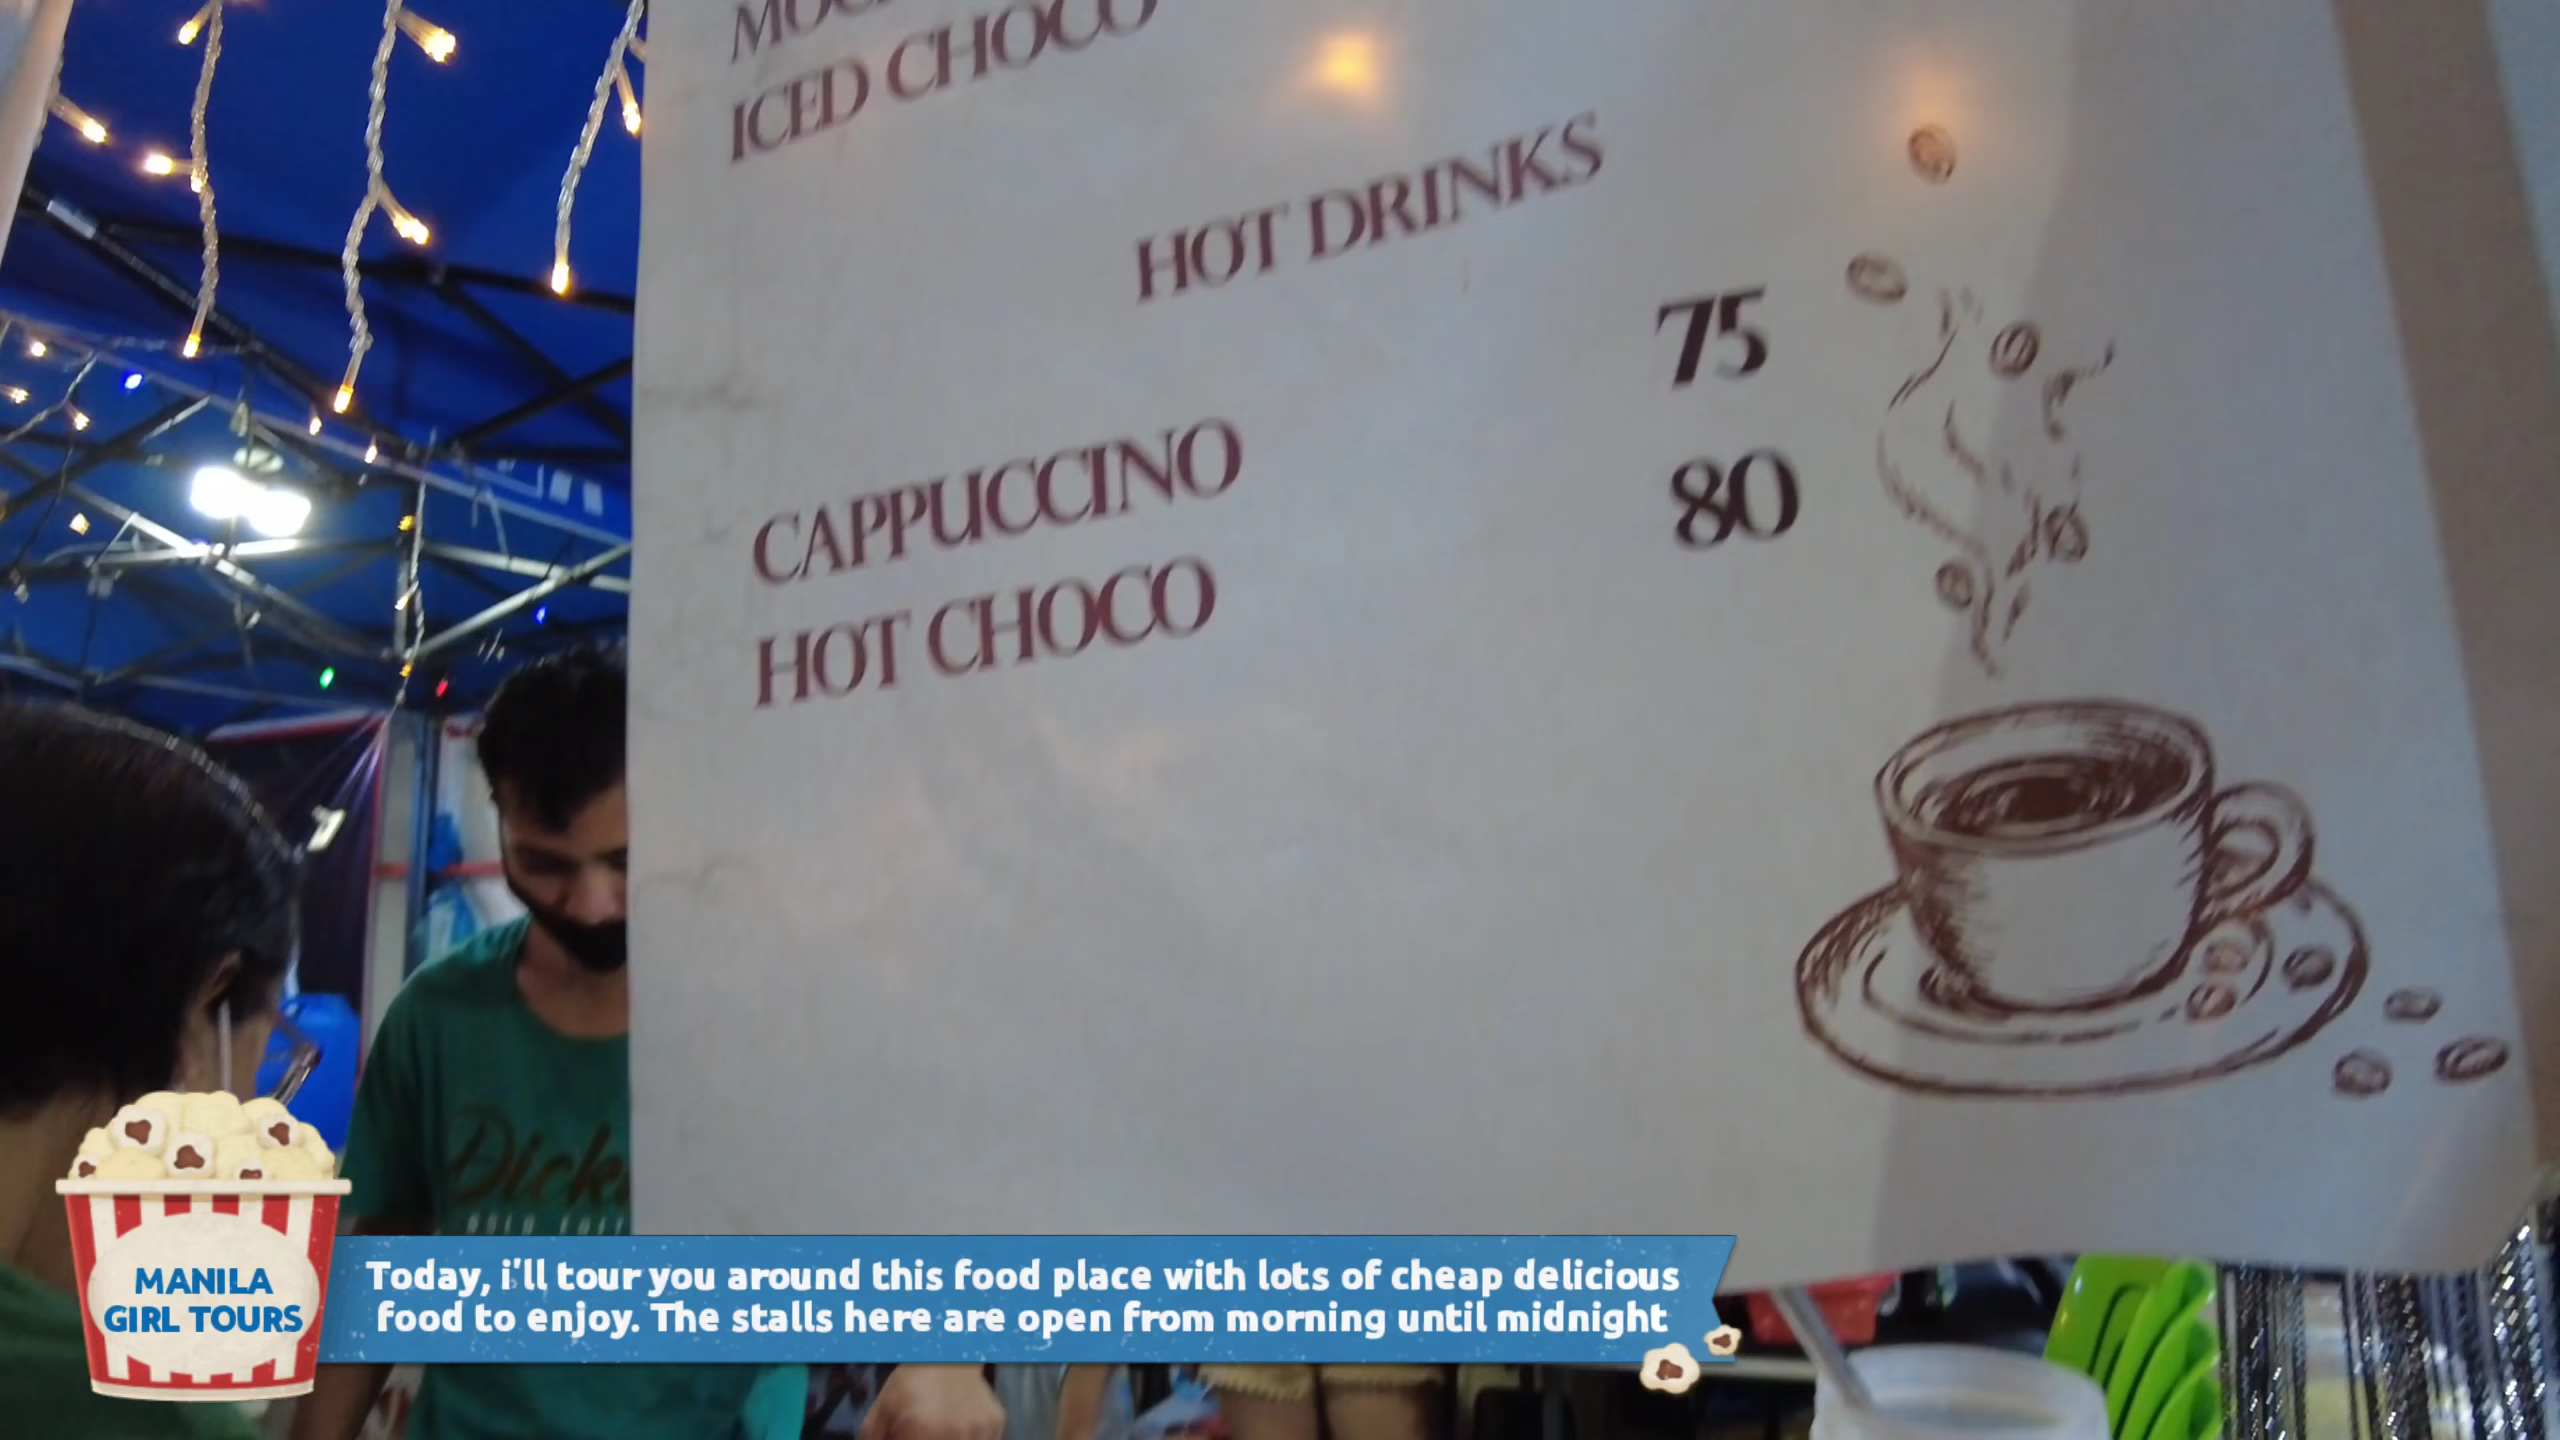 ICED CHOCO
HOT DRINKS
CAPPUCCINO 75
HOT CHOCO 80
MANILA
GIRL TOURS
Today, i'll tour you around this food place with lots of cheap delicious
food to enjoy. The stalls here are open from morning until midnight